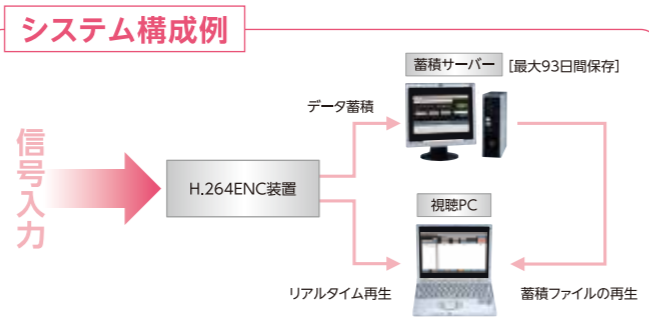 システム構成例
蓄積サーバー [最大93日間保存]
データ蓄積
信号入力
H.264ENC装置
視聴PC
リアルタイム再生
蓄積ファイルの再生